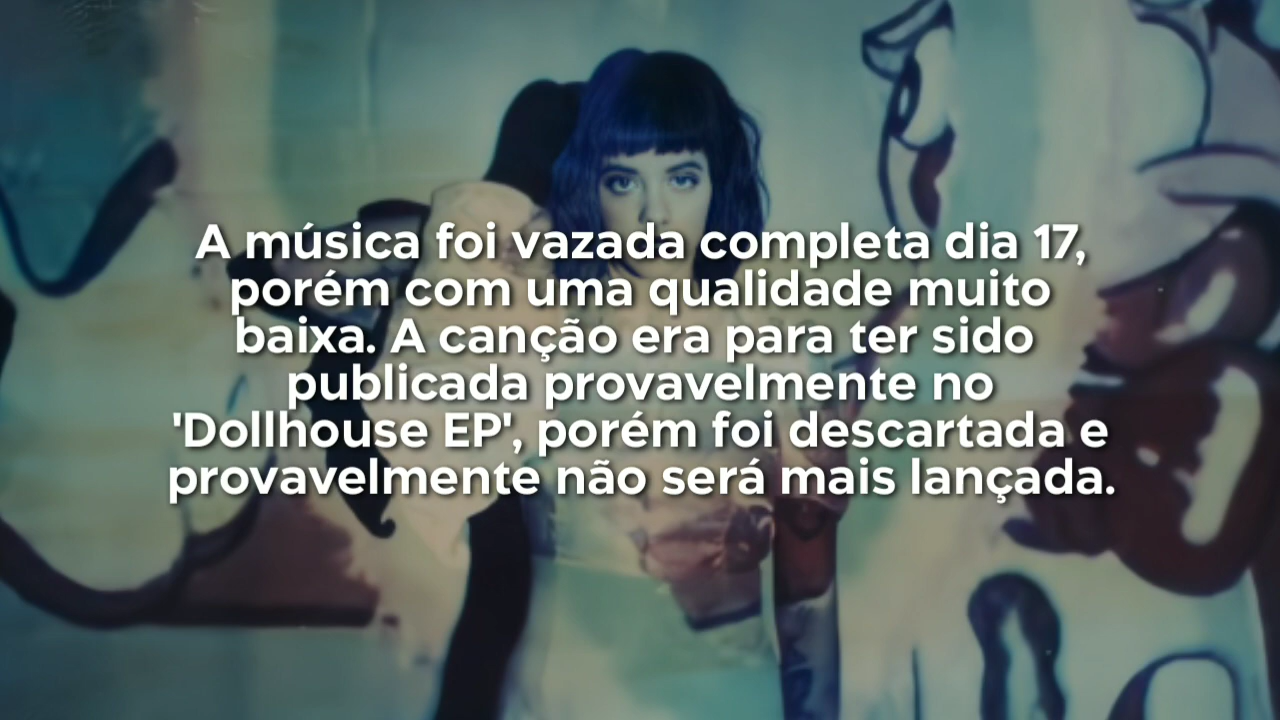 A música foi vazada completa dia 17,
porém com uma qualidade muito
baixa. A canção era para ter sido
publicada provavelmente no
'Dollhouse EP', porém foi descartada e
provavelmente não será mais lançada.